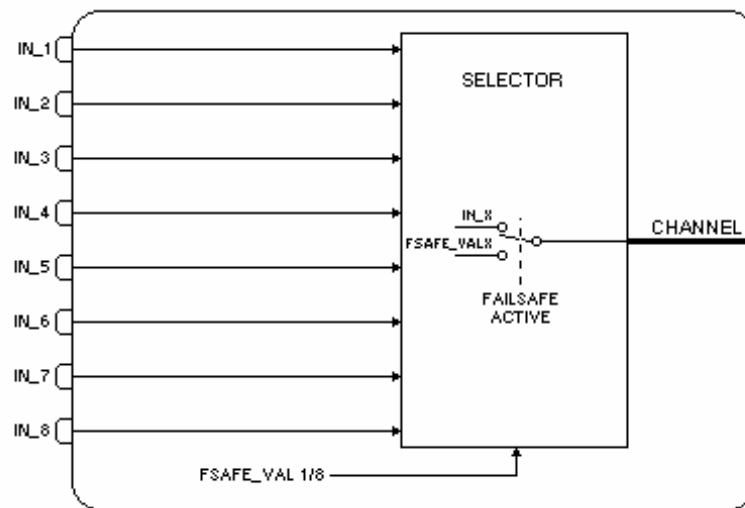 IN_1
IN_2
IN_3
IN_4
IN_5
IN_6
IN_7
IN_8
SELECTOR
IN_X
FSAFE_VALX
FAILSAFE
ACTIVE
CHANNEL
FSAFE_VAL 1/8